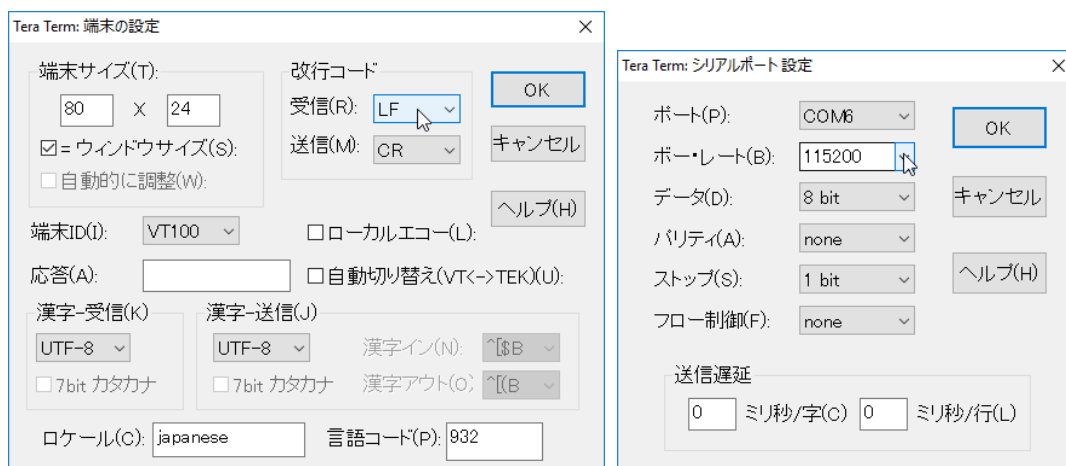 Tera Term: 端末の設定
端末サイズ(T):
80 X 24
☑= ウィンドウサイズ(S):
□自動的に調整(W):
改行コード
受信(R): LF
送信(M): CR
OK
キャンセル
ヘルプ(H)
端末ID(I): VT100
□ローカルエコー(L):
応答(A):
□自動切り替え(VT<->TEK)(U):
漢字-受信(K)
UTF-8
□7bit カタカナ
漢字-送信(J)
UTF-8
□7bit カタカナ
漢字イン(N): ^[$B
漢字アウト(O) ^[(B
ロケール(C): japanese
言語コード(P): 932
Tera Term: シリアルポート 設定
ポート(P): COM6
ボー・レート(B): 115200
データ(D): 8 bit
パリティ(A): none
ストップ(S): 1 bit
フロー制御(F): none
OK
キャンセル
ヘルプ(H)
送信遅延
0 ミリ秒/字(C) 0 ミリ秒/行(L)